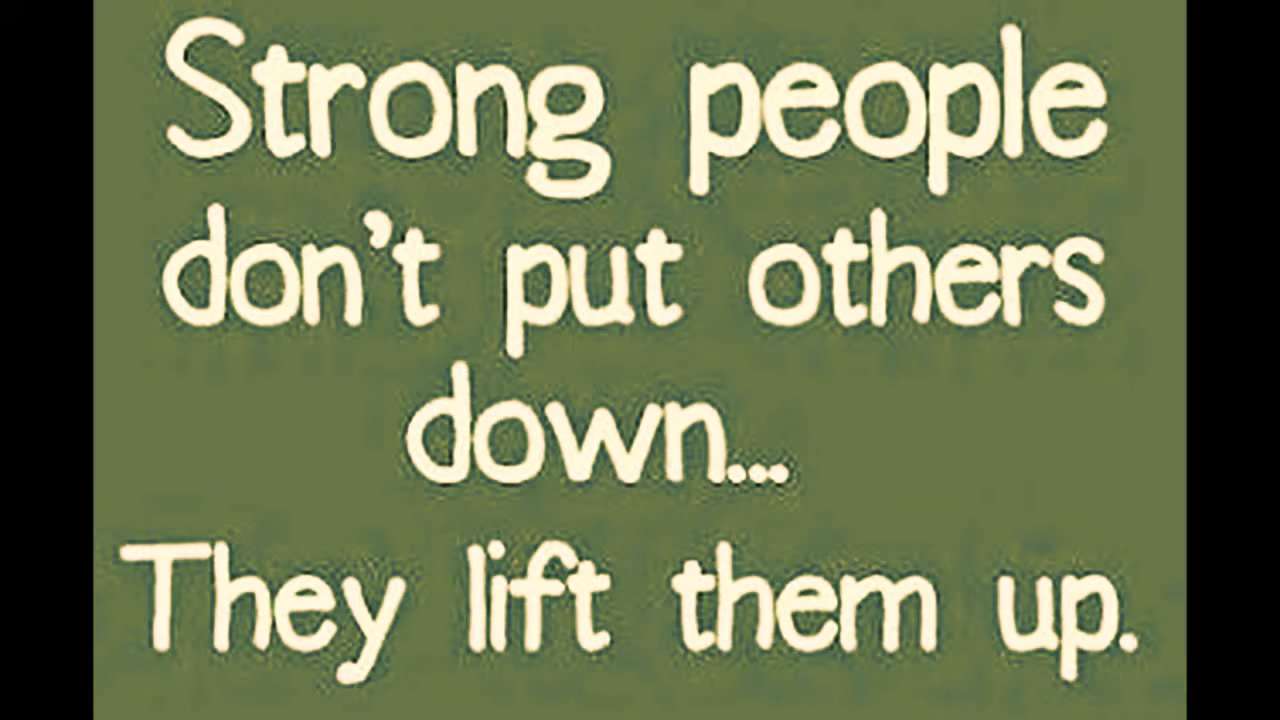 Strong people
don't put others
down...
They lift them up.